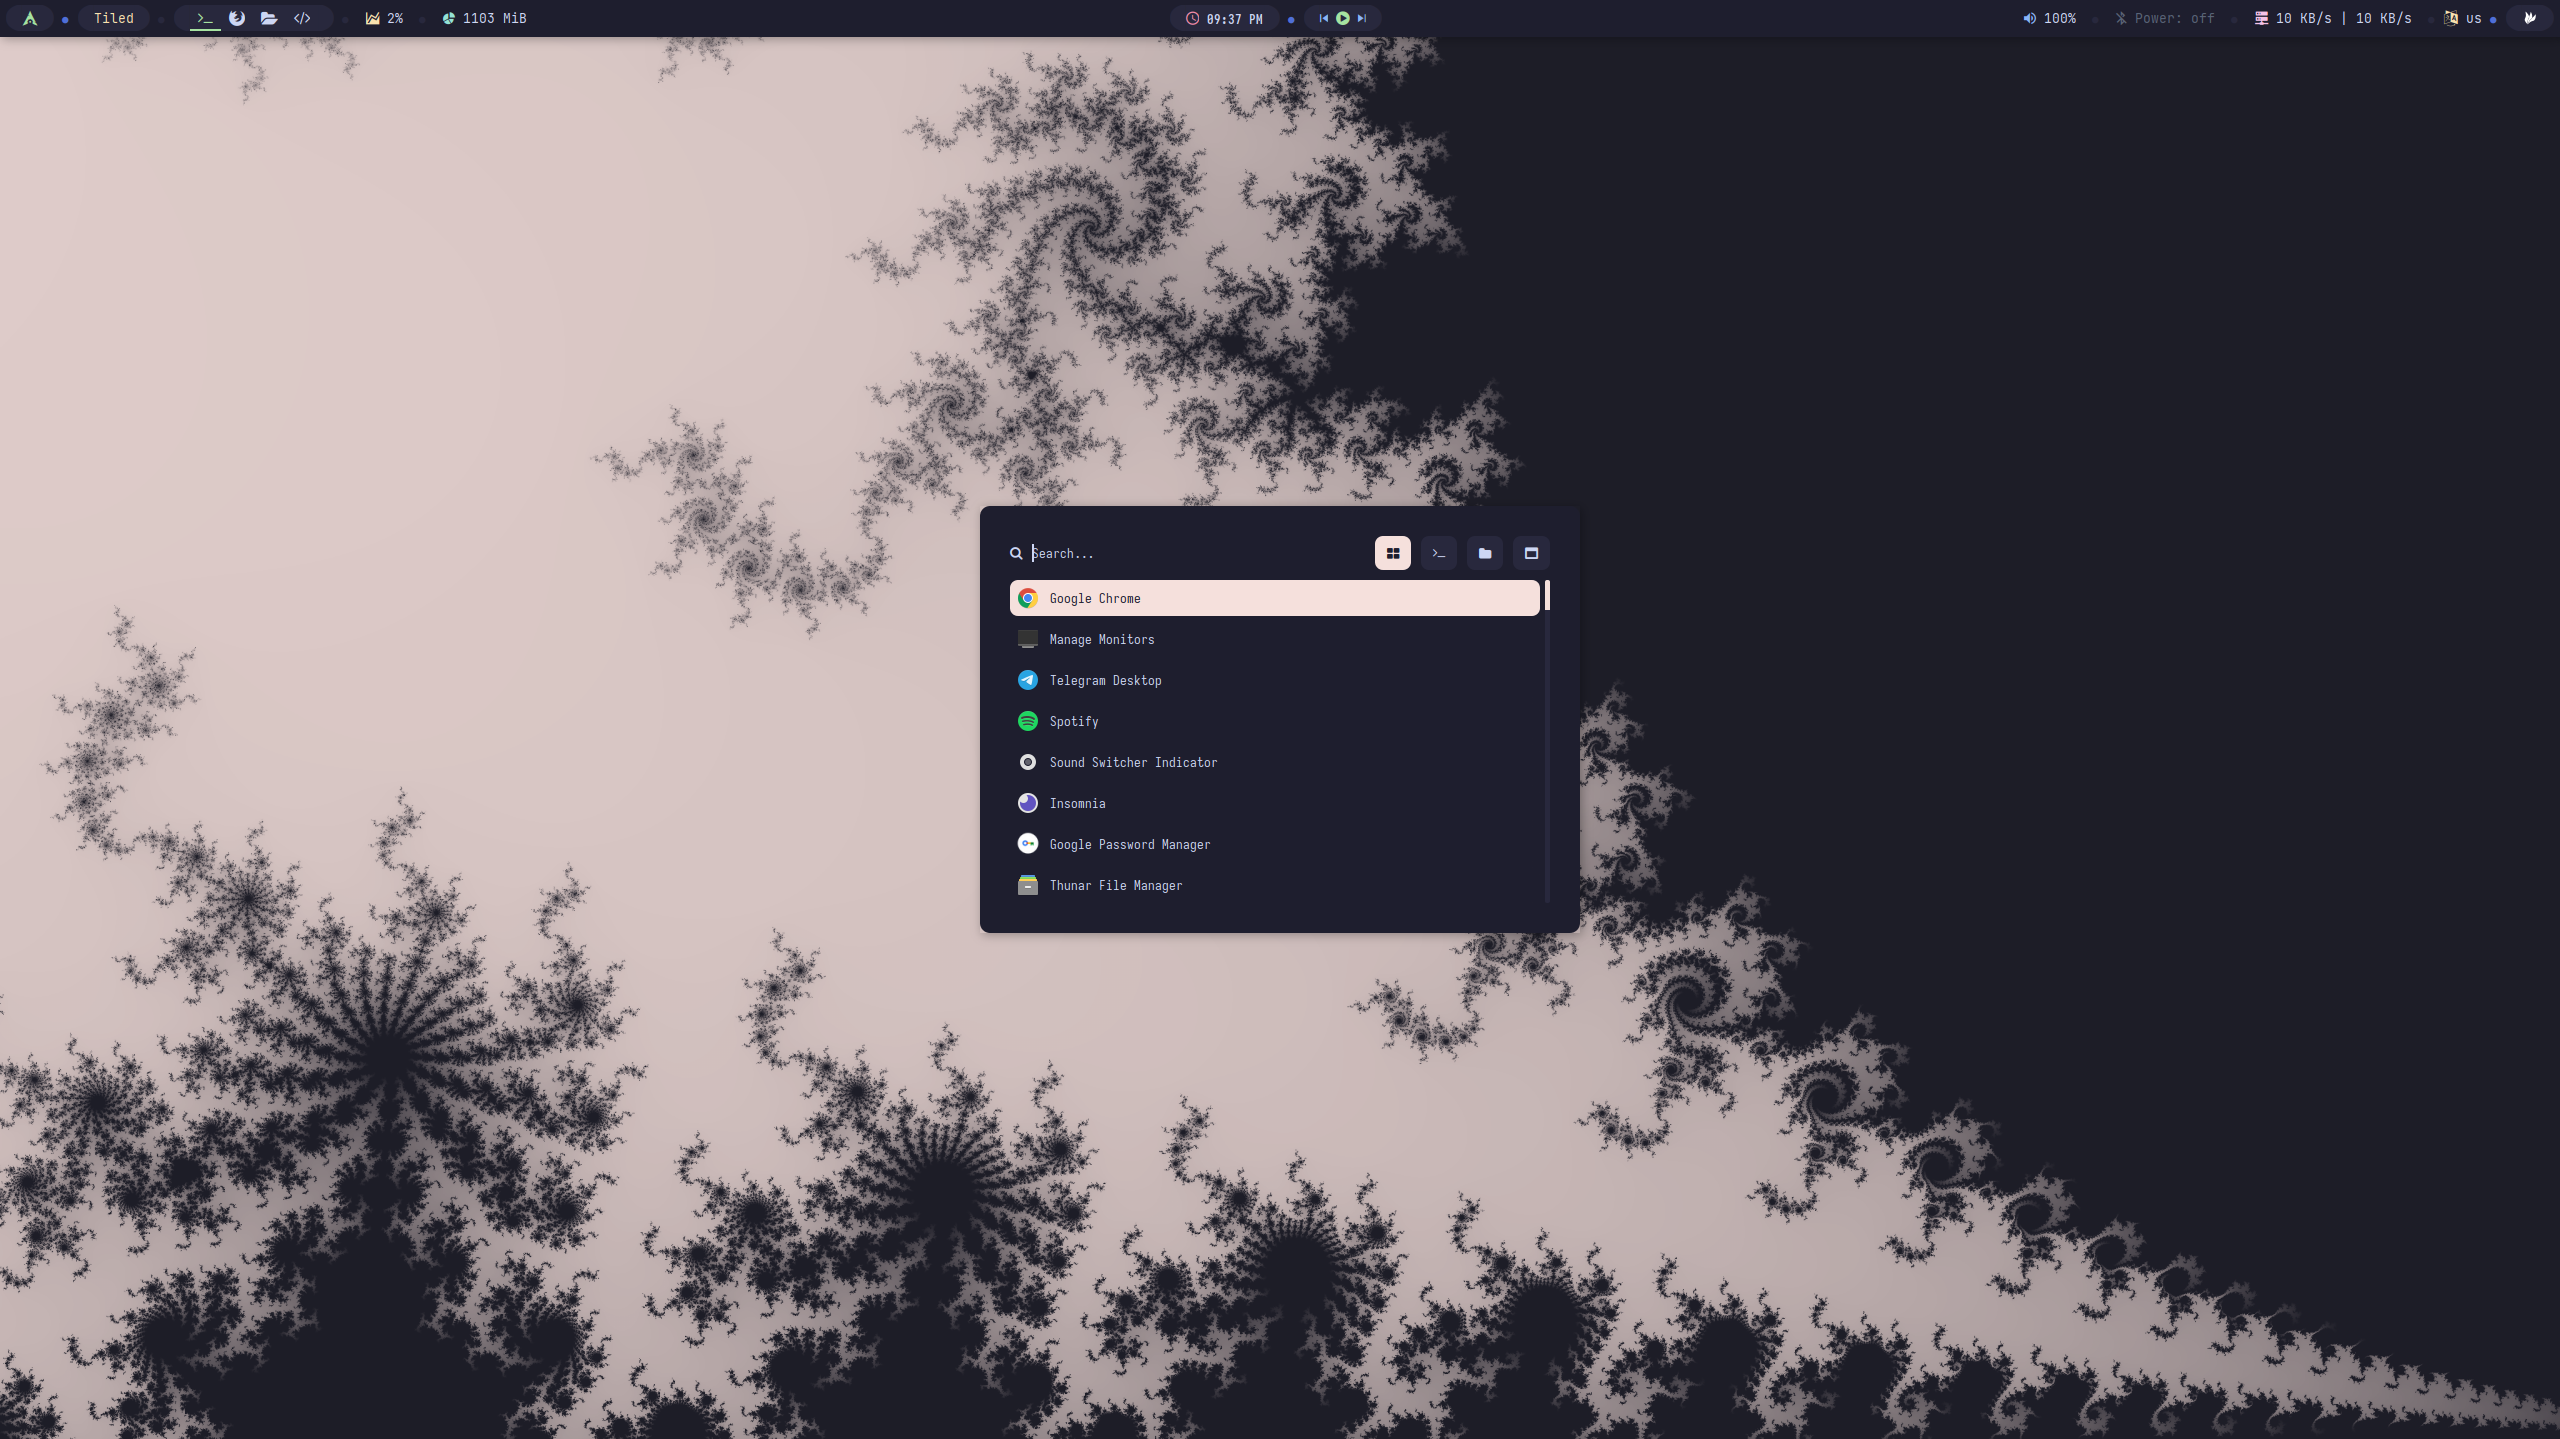 Tiled 2% 1103 MiB 09:37 PM 100% Power: off 10 KB/s | 10 KB/s us
Search...
Google Chrome
Manage Monitors
Telegram Desktop
Spotify
Sound Switcher Indicator
Insomnia
Google Password Manager
Thunar File Manager